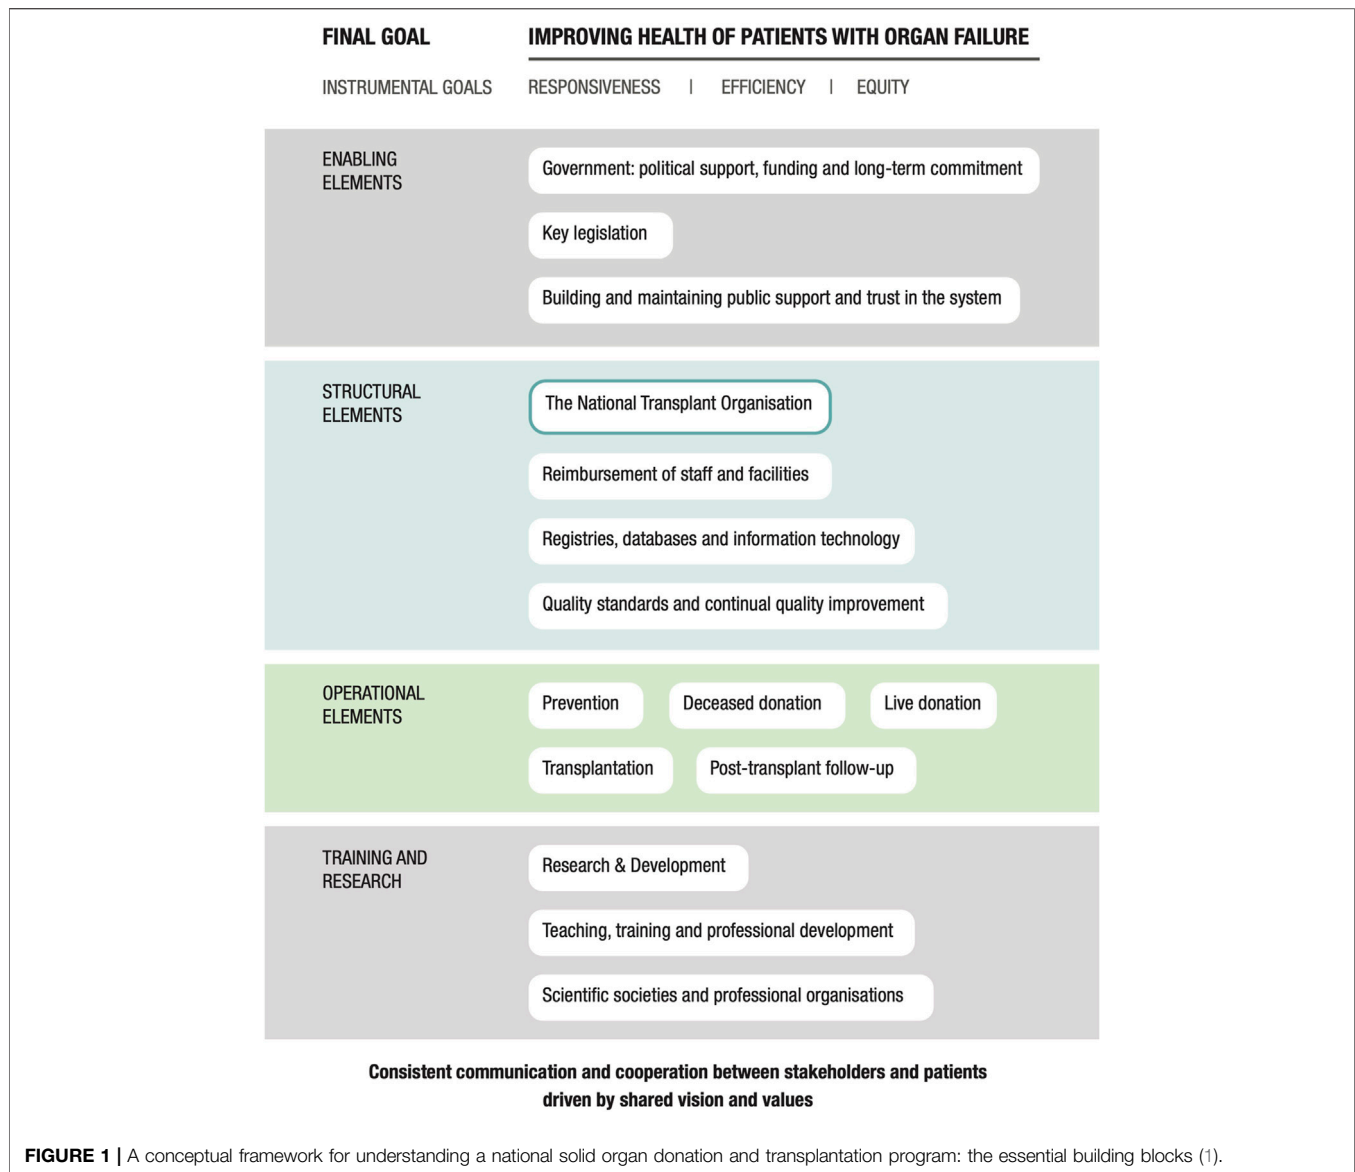 FINAL GOAL IMPROVING HEALTH OF PATIENTS WITH ORGAN FAILURE
INSTRUMENTAL GOALS RESPONSIVENESS | EFFICIENCY | EQUITY
ENABLING
ELEMENTS
Government: political support, funding and long-term commitment
Key legislation
Building and maintaining public support and trust in the system
STRUCTURAL
ELEMENTS
The National Transplant Organisation
Reimbursement of staff and facilities
Registries, databases and information technology
Quality standards and continual quality improvement
OPERATIONAL
ELEMENTS
Prevention Deceased donation Live donation
Transplantation Post-transplant follow-up
TRAINING AND
RESEARCH
Research & Development
Teaching, training and professional development
Scientific societies and professional organisations
Consistent communication and cooperation between stakeholders and patients
driven by shared vision and values
FIGURE 1 | A conceptual framework for understanding a national solid organ donation and transplantation program: the essential building blocks (1).